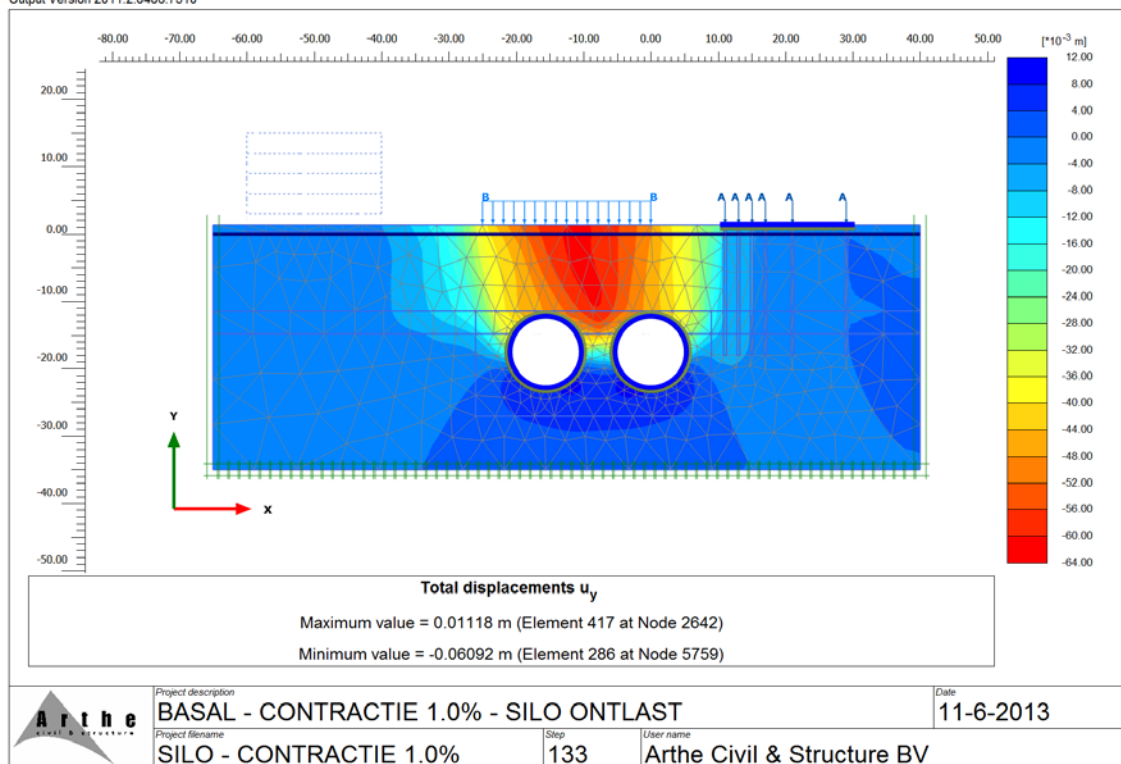 Output Version 2011.2.8486.7316
-80.00 -70.00 -60.00 -50.00 -40.00 -30.00 -20.00 -10.00 0.00 10.00 20.00 30.00 40.00 50.00
[*10⁻³ m]
20.00
10.00
0.00
-10.00
-20.00
-30.00
-40.00
-50.00
B B A A A A A A
Y
X
12.00
8.00
4.00
0.00
-4.00
-8.00
-12.00
-16.00
-20.00
-24.00
-28.00
-32.00
-36.00
-40.00
-44.00
-48.00
-52.00
-56.00
-60.00
-64.00
Total displacements uy
Maximum value = 0.01118 m (Element 417 at Node 2642)
Minimum value = -0.06092 m (Element 286 at Node 5759)
Arthe
civil & structure
Project description
BASAL - CONTRACTIE 1.0% - SILO ONTLAST
Date
11-6-2013
Project filename
SILO - CONTRACTIE 1.0%
Step
133
User name
Arthe Civil & Structure BV